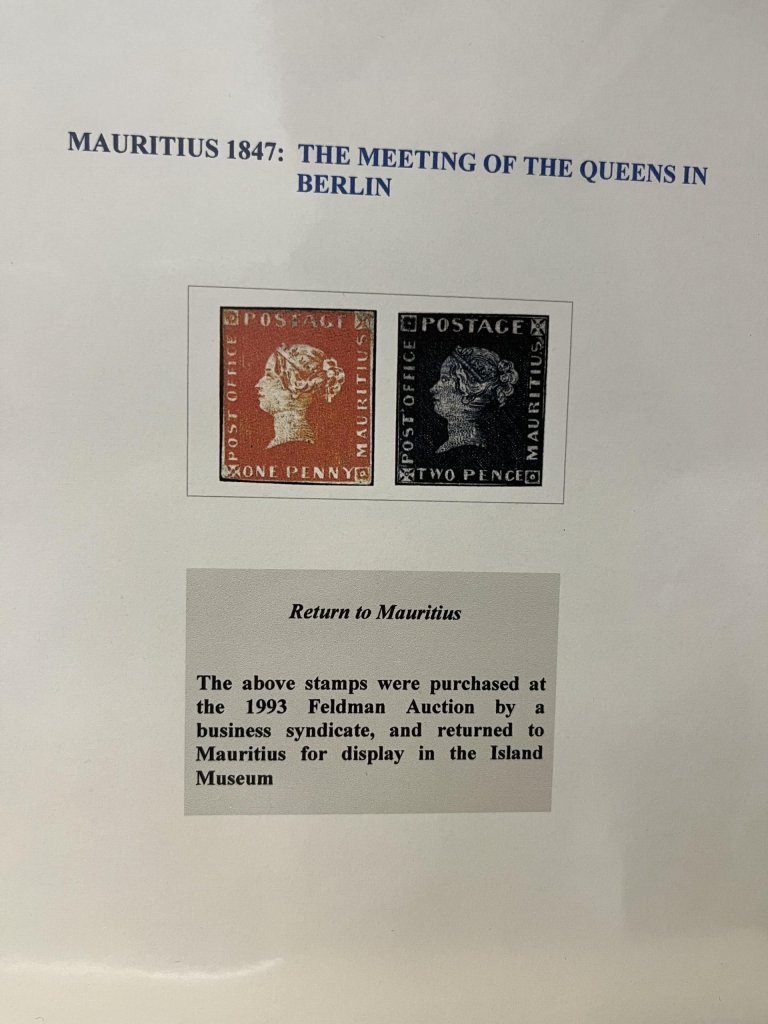 MAURITIUS 1847: THE MEETING OF THE QUEENS IN
BERLIN
POSTAGE
POST OFFICE
MAURITIUS
ONE PENNY
POSTAGE
POST OFFICE
MAURITIUS
TWO PENCE
Return to Mauritius
The above stamps were purchased at
the 1993 Feldman Auction by a
business syndicate, and returned to
Mauritius for display in the Island
Museum